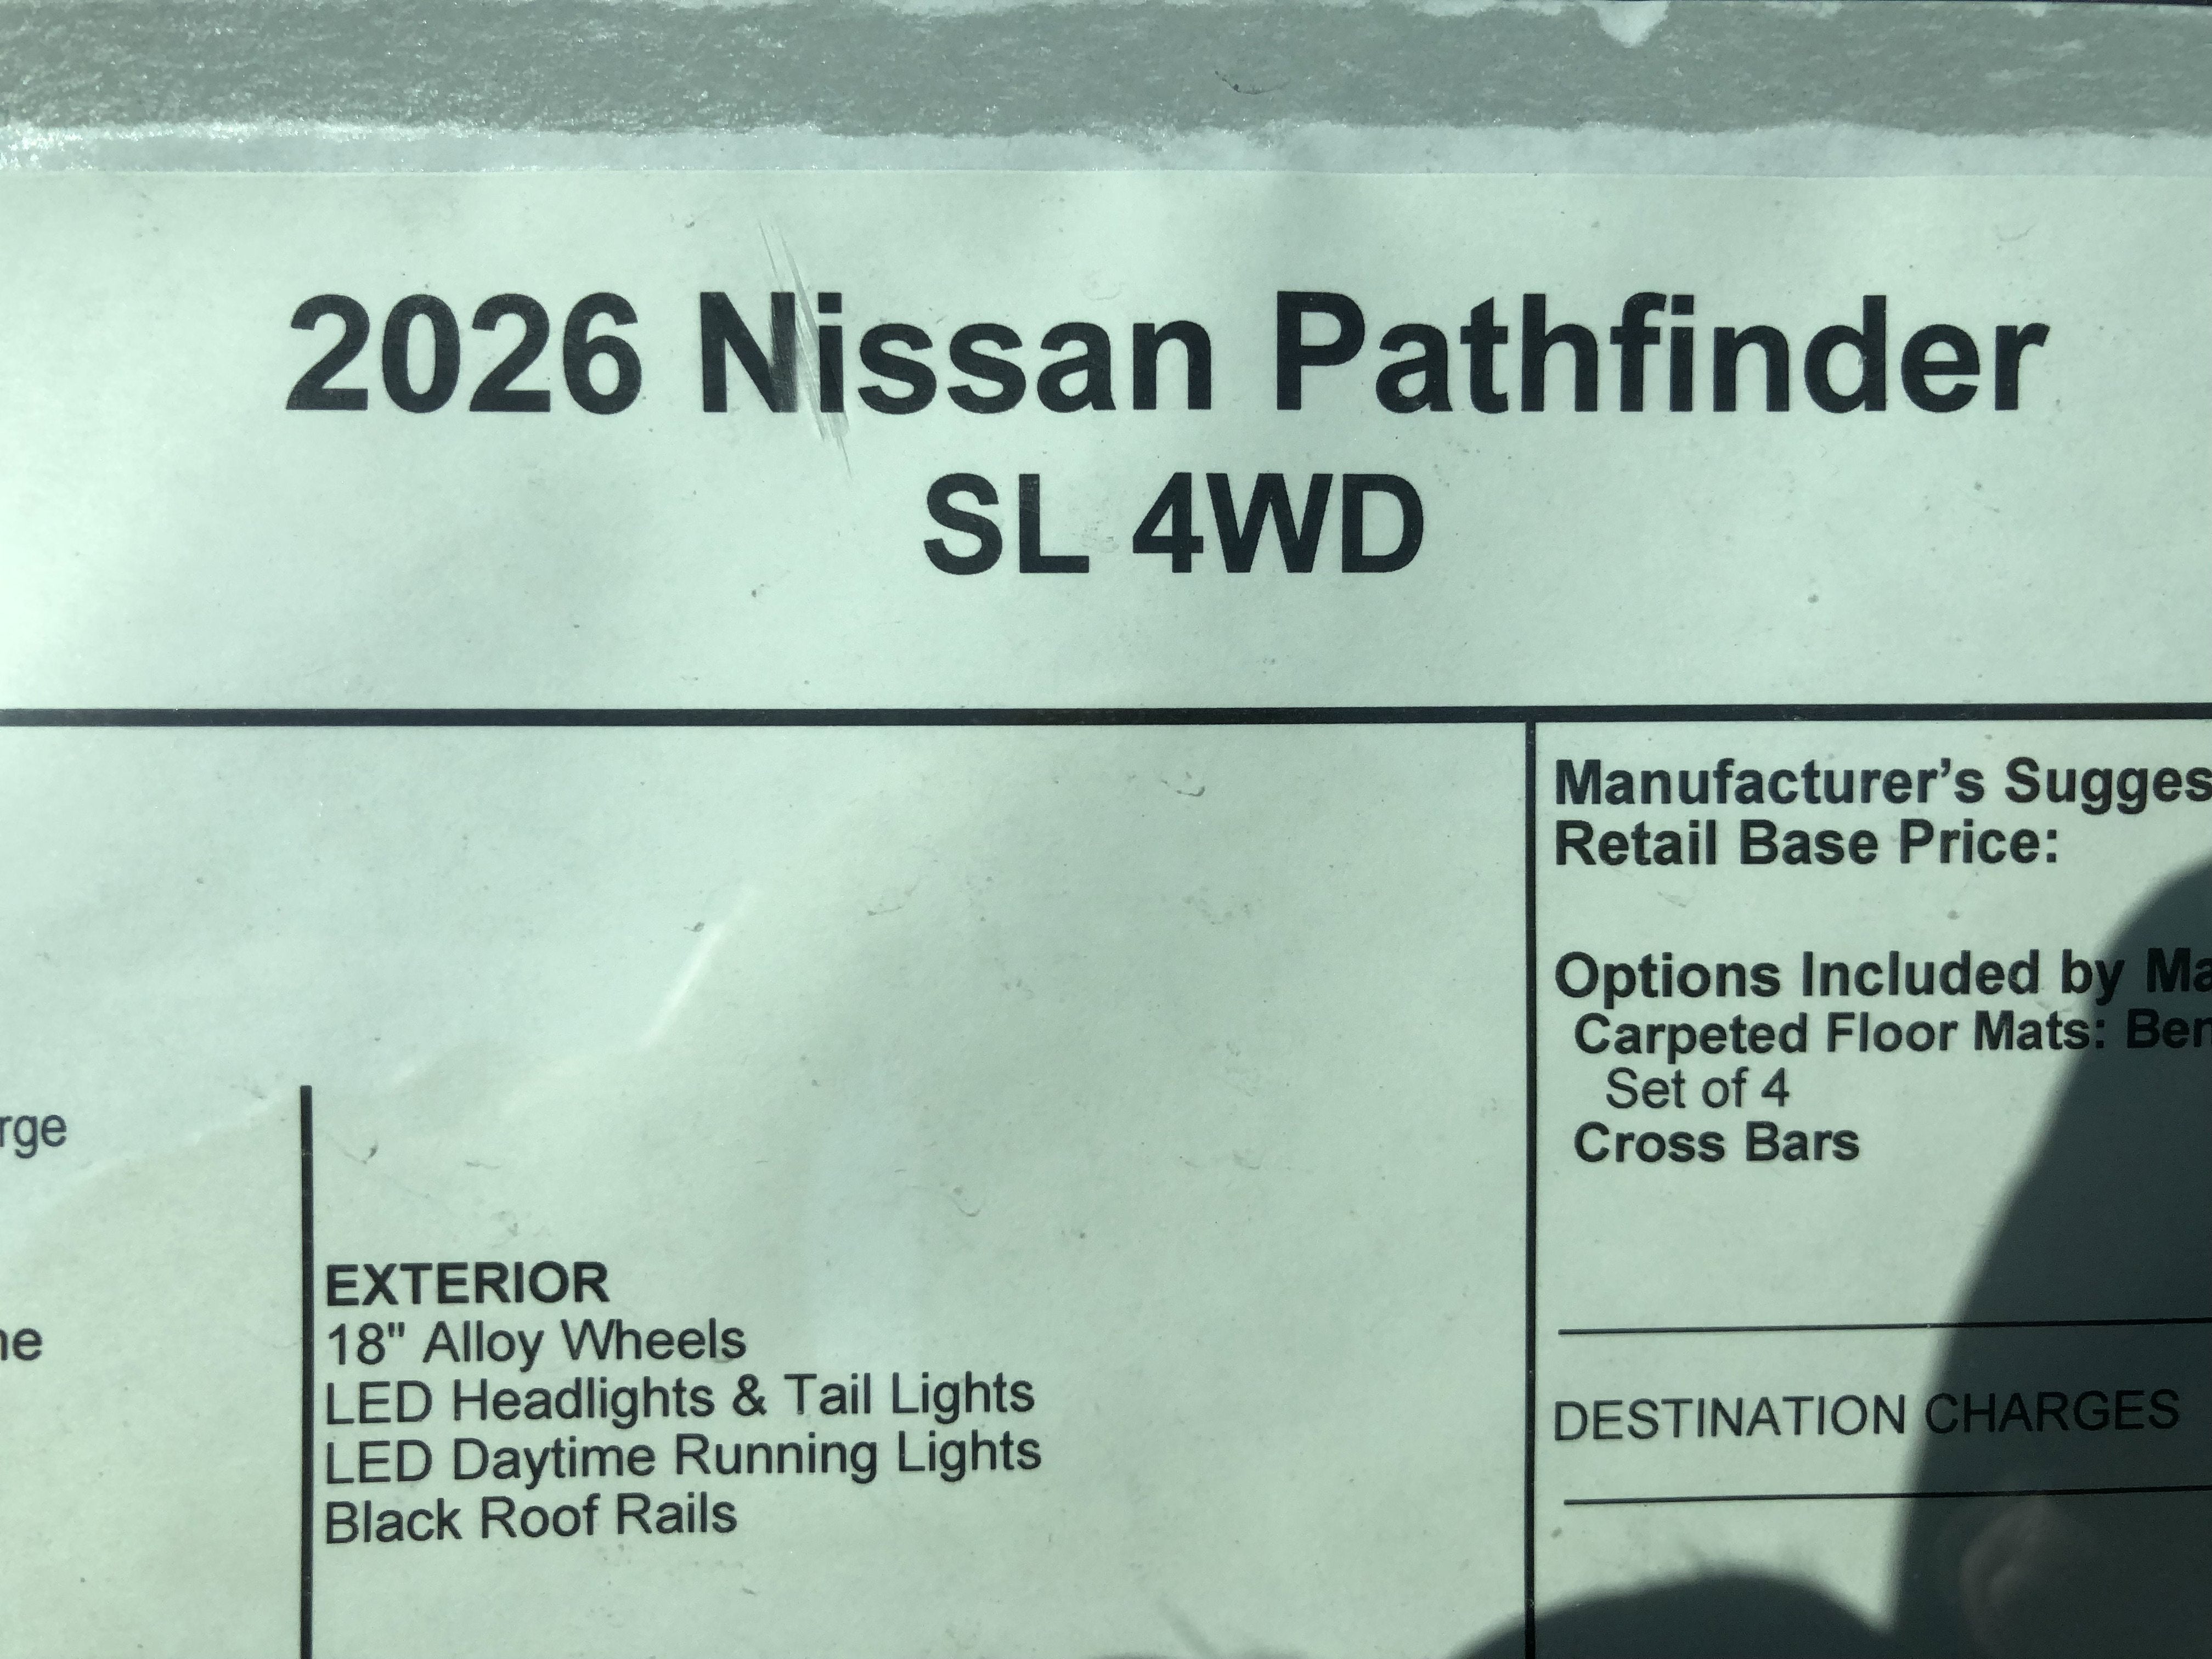 2026 Nissan Pathfinder
SL 4WD
rge
ne
EXTERIOR
18" Alloy Wheels
LED Headlights & Tail Lights
LED Daytime Running Lights
Black Roof Rails
Manufacturer’s Sugges
Retail Base Price:
Options Included by Ma
Carpeted Floor Mats: Ben
Set of 4
Cross Bars
DESTINATION CHARGES